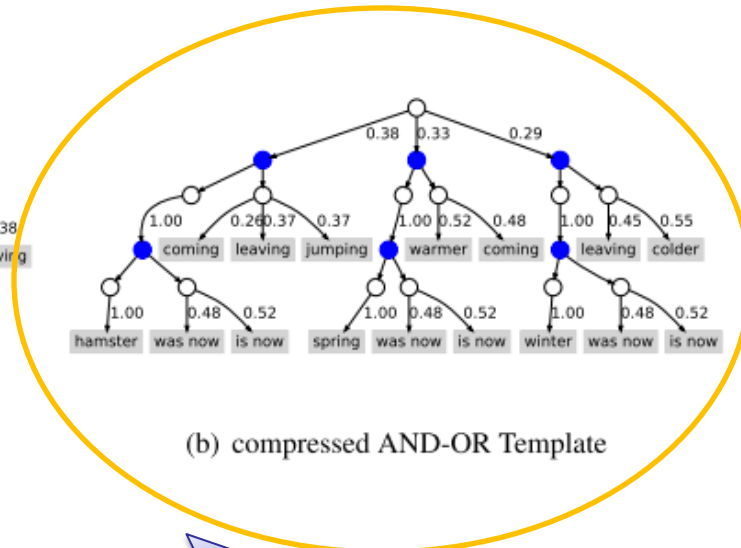 0.38 0.33 0.29
1.00 0.26 0.37 0.37 1.00 0.52 0.48 1.00 0.45 0.55
38
coming leaving jumping warmer coming leaving colder
1.00 0.48 0.52 1.00 0.48 0.52 1.00 0.48 0.52
hamster was now is now spring was now is now winter was now is now
(b) compressed AND-OR Template